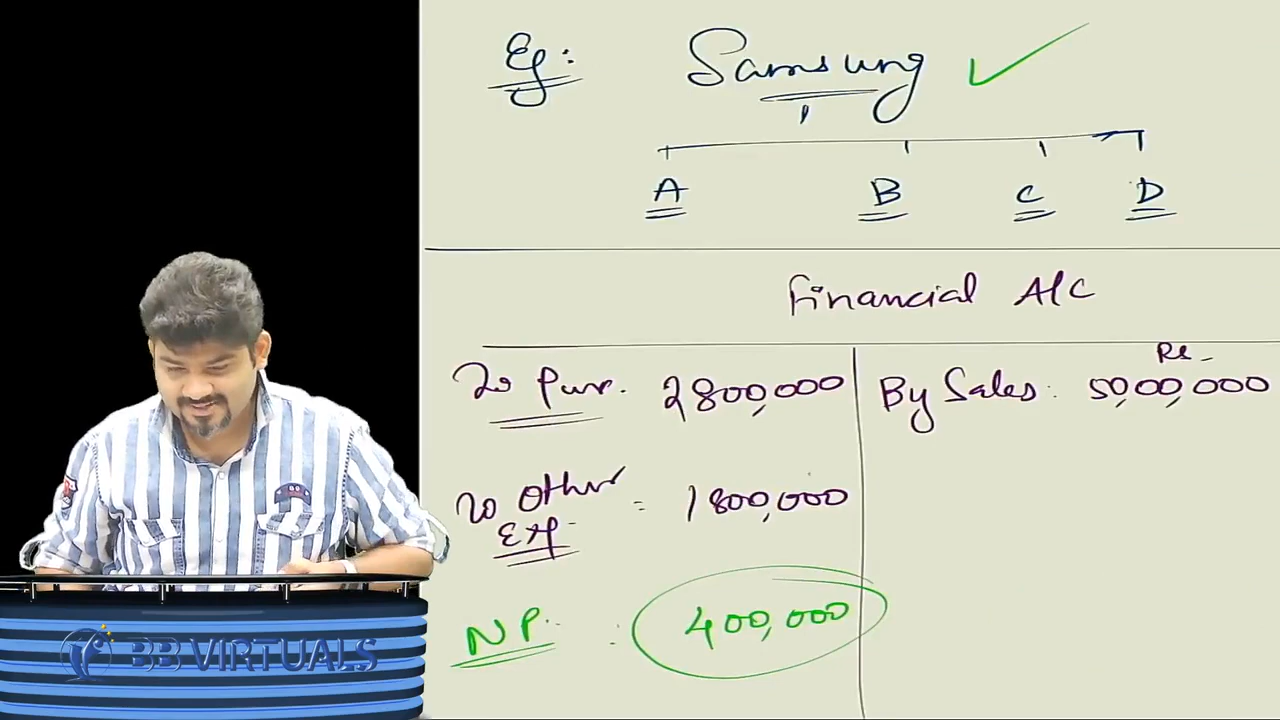 Eg:
Samsung
A B C D
Financial A/c
To Pur. 2800,000
Rs
By Sales: 50,00,000
To Other
Exp = 1800,000
NP : 400,000
BB VIRTUALS